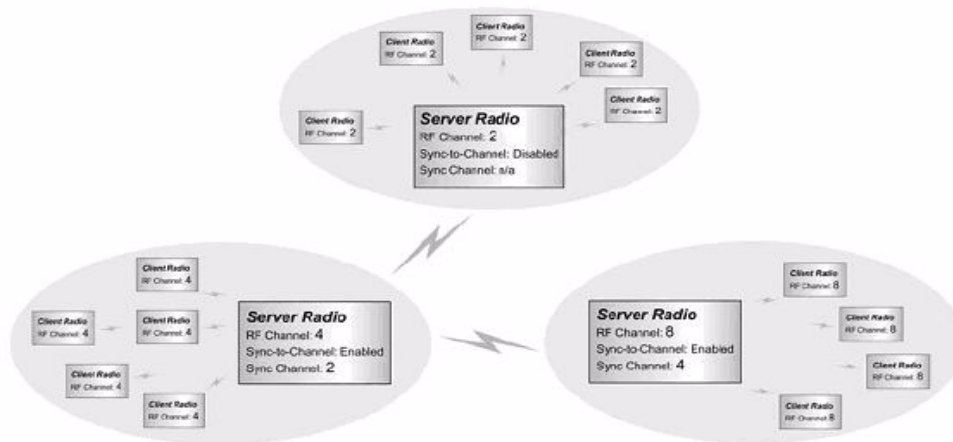 Client Radio
RF Channel: 2
Client Radio
RF Channel: 2
Client Radio
RF Channel: 2
Client Radio
RF Channel: 2
Client Radio
RF Channel: 2
Server Radio
RF Channel: 2
Sync-to-Channel: Disabled
Sync Channel: n/a
Client Radio
RF Channel: 4
Client Radio
RF Channel: 4
Client Radio
RF Channel: 4
Client Radio
RF Channel: 4
Client Radio
RF Channel: 4
Server Radio
RF Channel: 4
Sync-to-Channel: Enabled
Sync Channel: 2
Server Radio
RF Channel: 8
Sync-to-Channel: Enabled
Sync Channel: 4
Client Radio
RF Channel: 8
Client Radio
RF Channel: 8
Client Radio
RF Channel: 8
Client Radio
RF Channel: 8